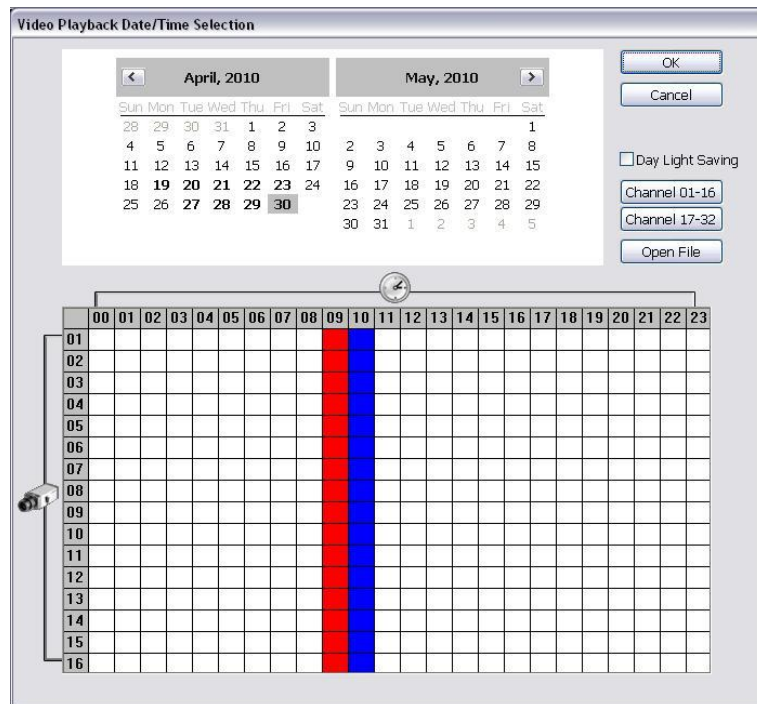 Video Playback Date/Time Selection
April, 2010
Sun Mon Tue Wed Thu Fri Sat
28 29 30 31 1 2 3
4 5 6 7 8 9 10
11 12 13 14 15 16 17
18 19 20 21 22 23 24
25 26 27 28 29 30
May, 2010
Sun Mon Tue Wed Thu Fri Sat
1
2 3 4 5 6 7 8
9 10 11 12 13 14 15
16 17 18 19 20 21 22
23 24 25 26 27 28 29
30 31 1 2 3 4 5
OK
Cancel
Day Light Saving
Channel 01-16
Channel 17-32
Open File
00 01 02 03 04 05 06 07 08 09 10 11 12 13 14 15 16 17 18 19 20 21 22 23
01
02
03
04
05
06
07
08
09
10
11
12
13
14
15
16